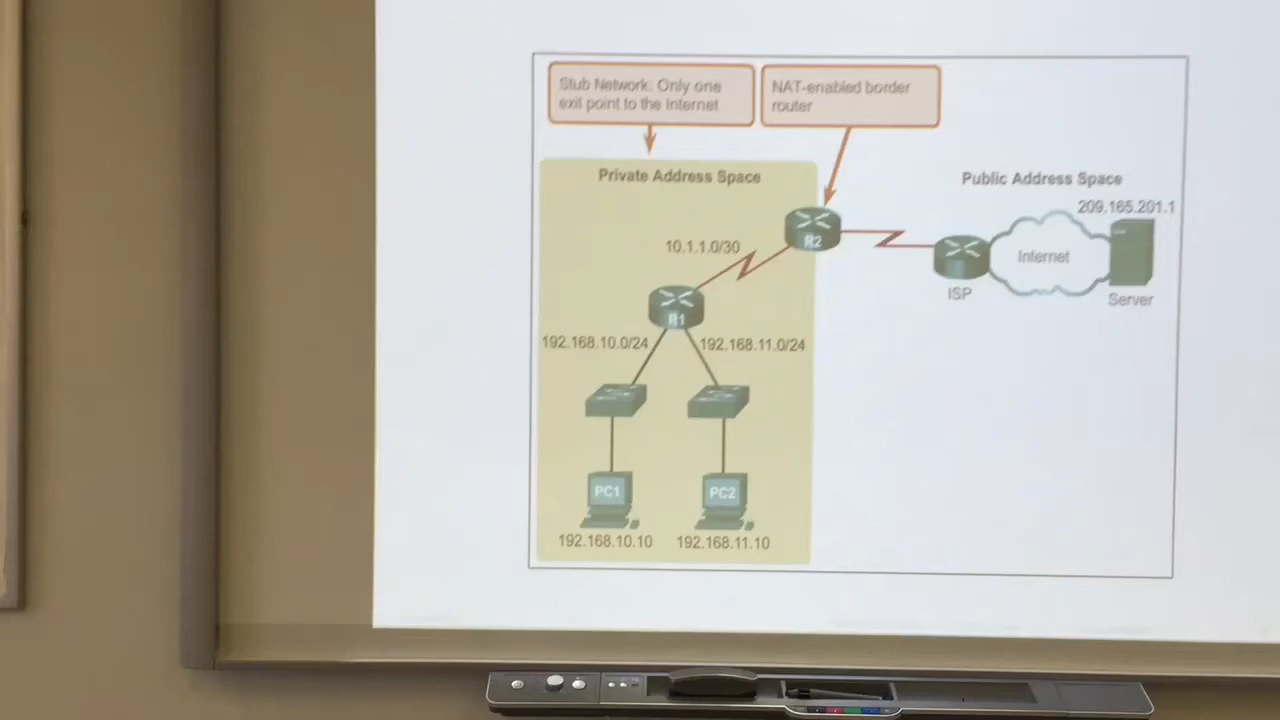 Stub Network: Only one
exit point to the Internet
NAT-enabled border
router
Private Address Space
Public Address Space
209.165.201.1
R2
10.1.1.0/30
Internet
ISP
Server
R1
192.168.10.0/24
192.168.11.0/24
PC1
PC2
192.168.10.10
192.168.11.10